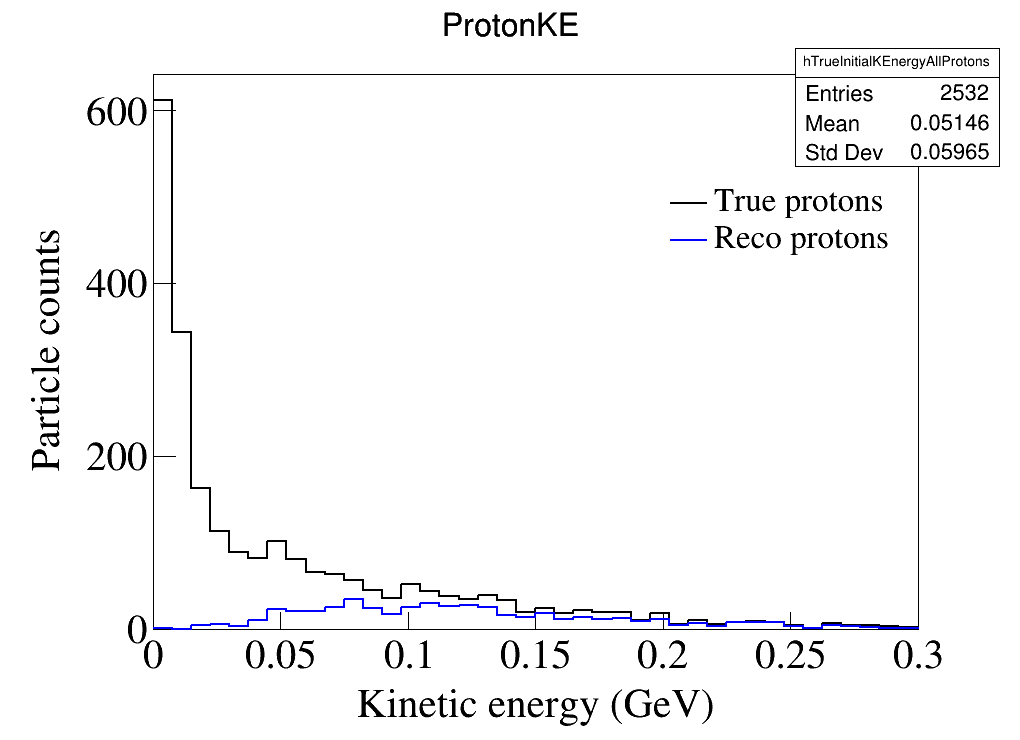 ProtonKE
hTrueInitialKEnergyAllProtons
Entries 2532
Mean 0.05146
Std Dev 0.05965
True protons
Reco protons
Particle counts
600
400
200
0
0 0.05 0.1 0.15 0.2 0.25 0.3
Kinetic energy (GeV)